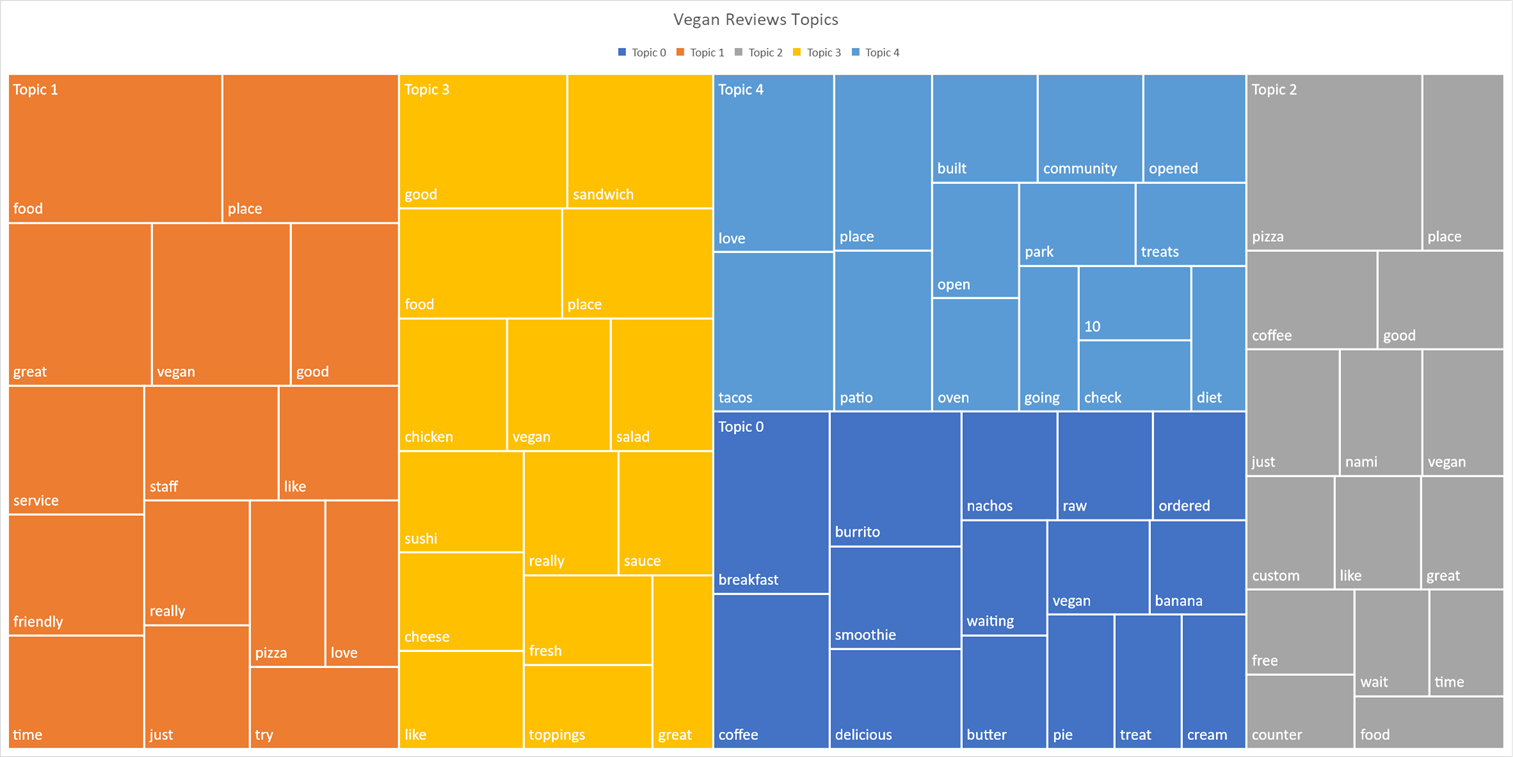 Vegan Reviews Topics
Topic 0 Topic 1 Topic 2 Topic 3 Topic 4
Topic 1
food
place
great
vegan
good
service
staff
like
friendly
really
pizza
love
time
just
try
Topic 3
good
sandwich
food
place
chicken
vegan
salad
sushi
really
sauce
cheese
fresh
like
toppings
great
Topic 4
love
place
built
community
opened
tacos
patio
open
park
treats
oven
going
10
check
diet
Topic 0
breakfast
burrito
nachos
raw
ordered
coffee
smoothie
delicious
waiting
vegan
banana
butter
pie
treat
cream
Topic 2
pizza
place
coffee
good
just
nami
vegan
custom
like
great
free
wait
time
counter
food